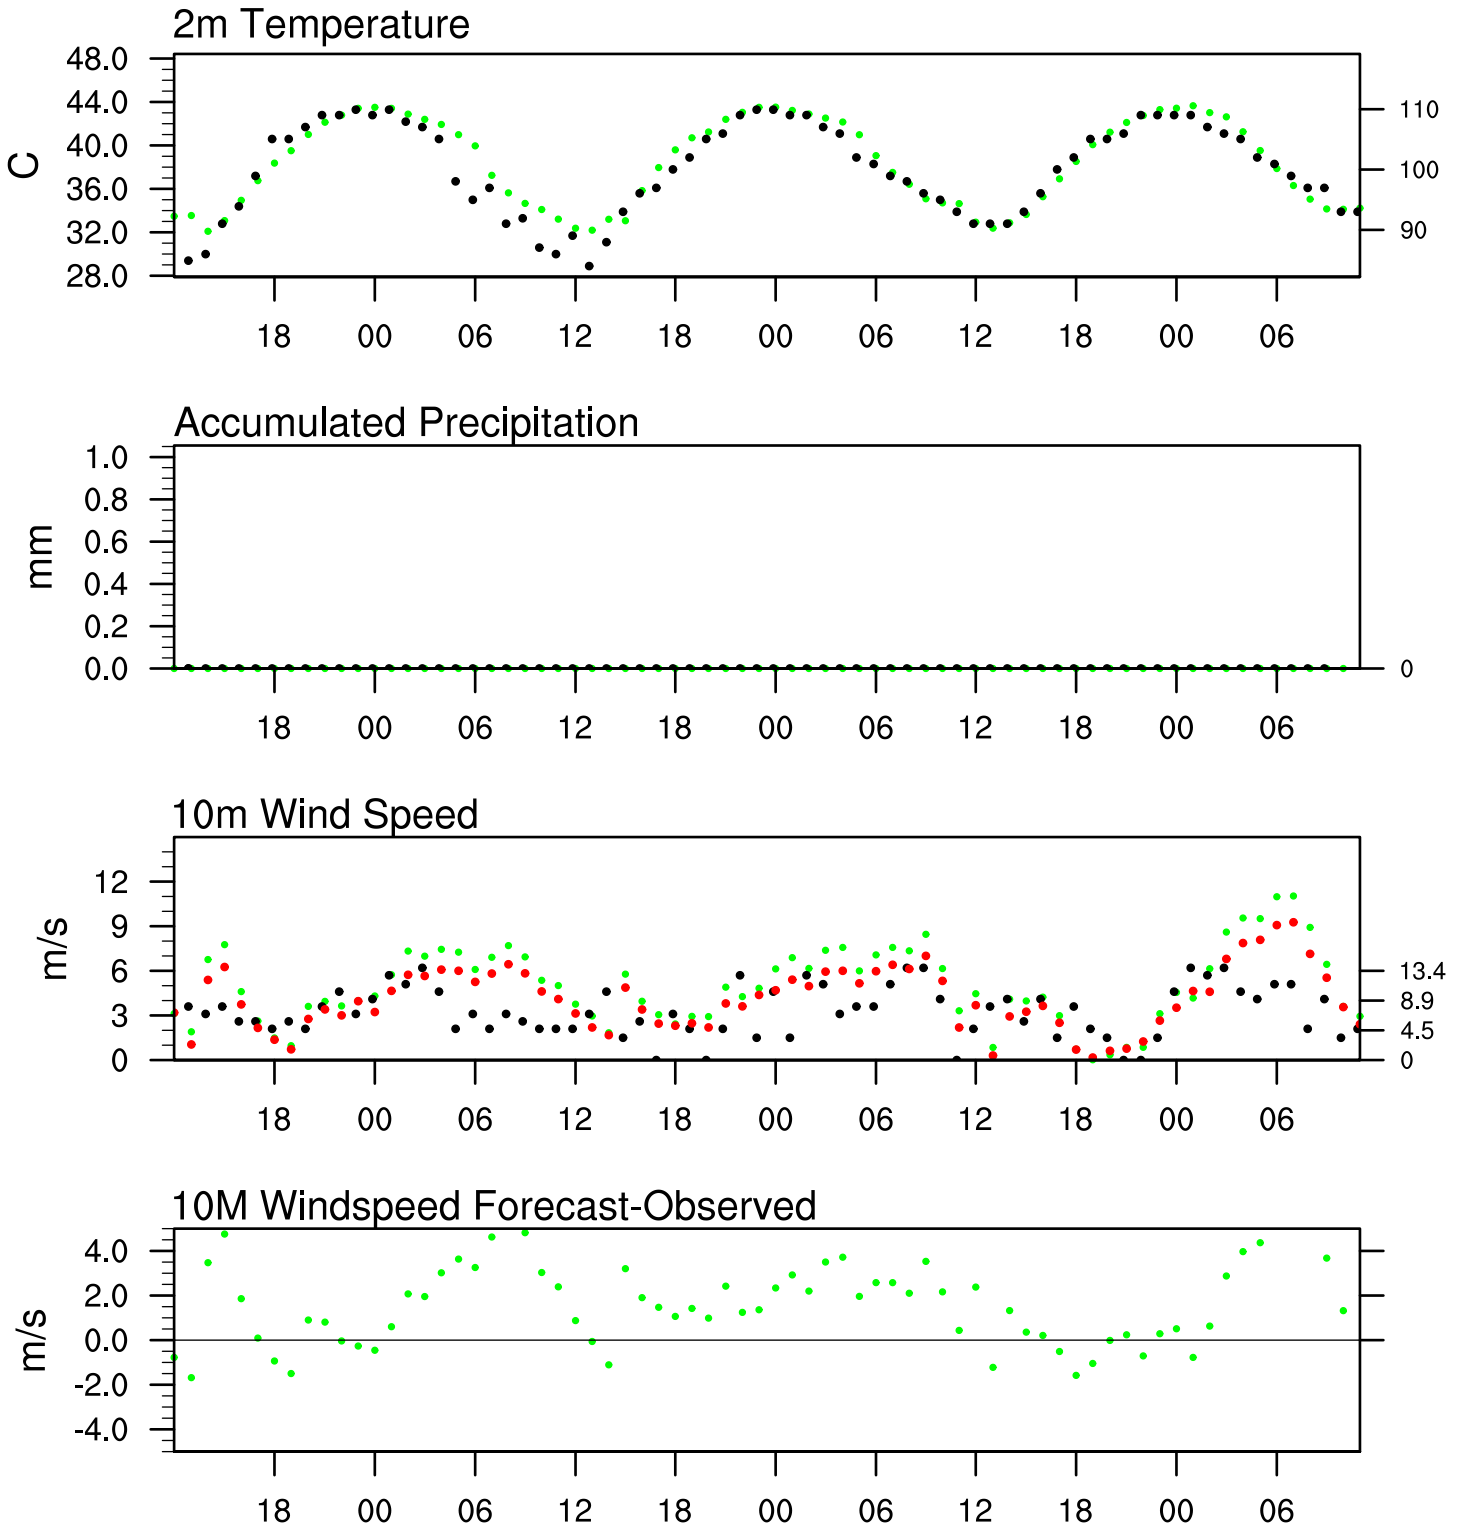 2m Temperature
48.0
44.0 110
40.0
C 100
36.0
32.0 90
28.0
18 00 06 12 18 00 06 12 18 00 06
Accumulated Precipitation
1.0
0.8
0.6
mm
0.4
0.2
0.0 0
18 00 06 12 18 00 06 12 18 00 06
10m Wind Speed
12
9
m/s
6 13.4
8.9
3
4.5
0 0
18 00 06 12 18 00 06 12 18 00 06
10M Windspeed Forecast-Observed
4.0
2.0
m/s
0.0
-2.0
-4.0
18 00 06 12 18 00 06 12 18 00 06